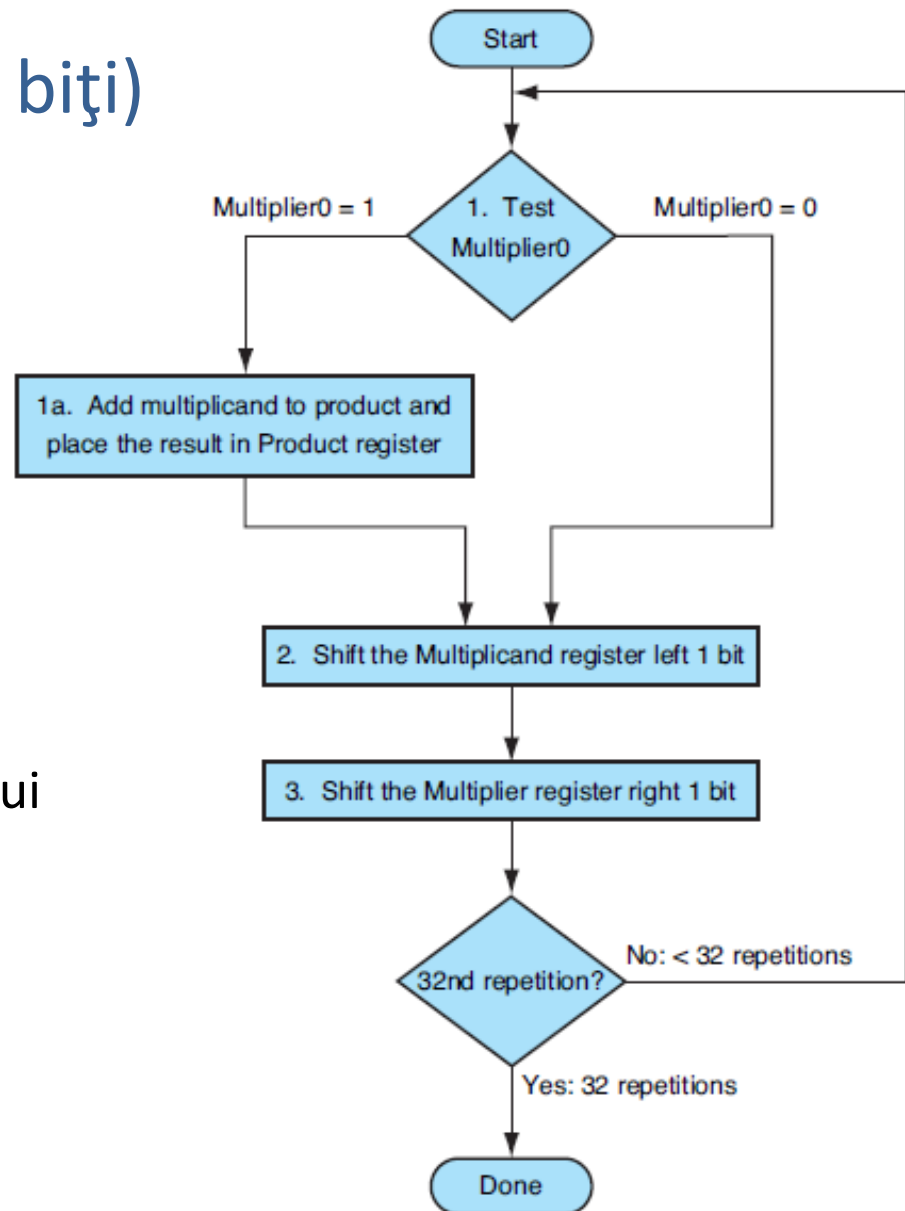 Start
biţi)
Multiplier0 = 1
1. Test
Multiplier0
Multiplier0 = 0
1a. Add multiplicand to product and
place the result in Product register
2. Shift the Multiplicand register left 1 bit
ui
3. Shift the Multiplier register right 1 bit
32nd repetition?
No: < 32 repetitions
Yes: 32 repetitions
Done